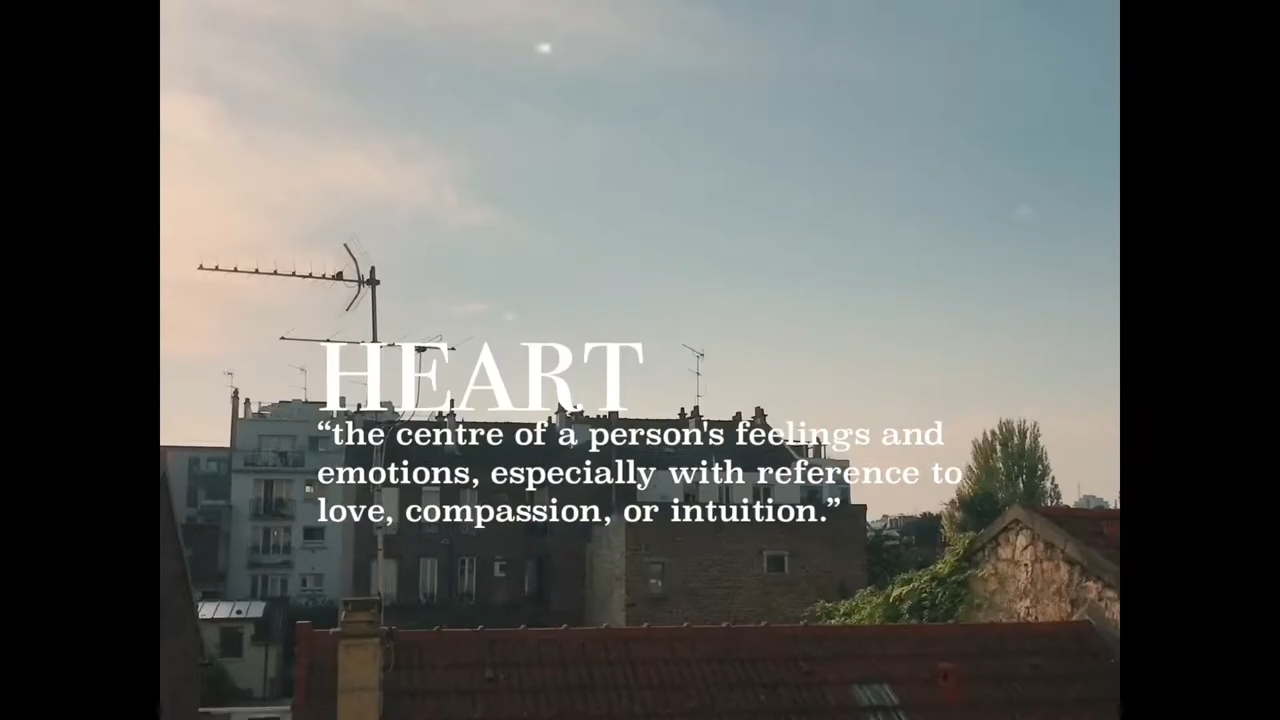 HEART
“the centre of a person's feelings and
emotions, especially with reference to
love, compassion, or intuition.”